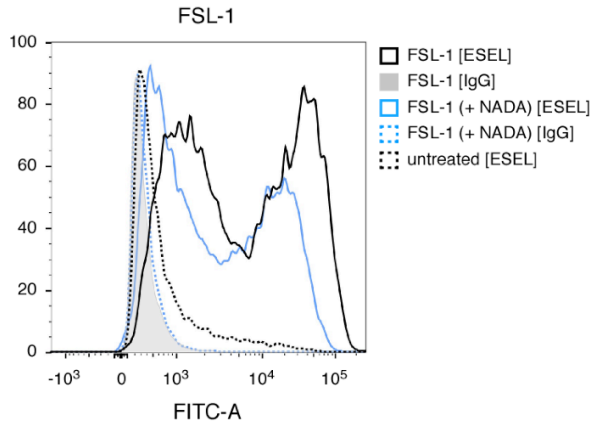 FSL-1
100
80
60
40
20
0
-10³ 0 10³ 10⁴ 10⁵
FITC-A
FSL-1 [ESEL]
FSL-1 [IgG]
FSL-1 (+ NADA) [ESEL]
FSL-1 (+ NADA) [IgG]
untreated [ESEL]